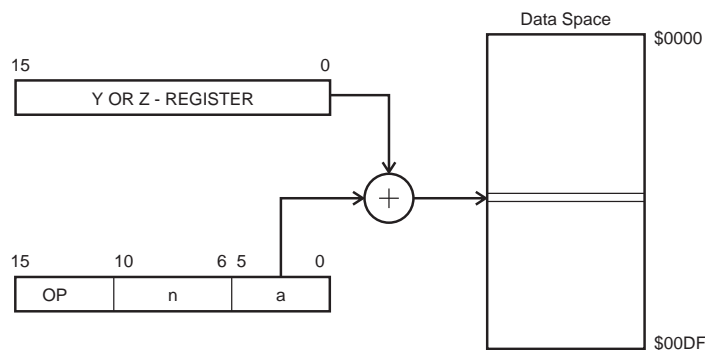 Data Space
$0000
15 0
Y OR Z - REGISTER
+
15 10 6 5 0
OP n a
$00DF